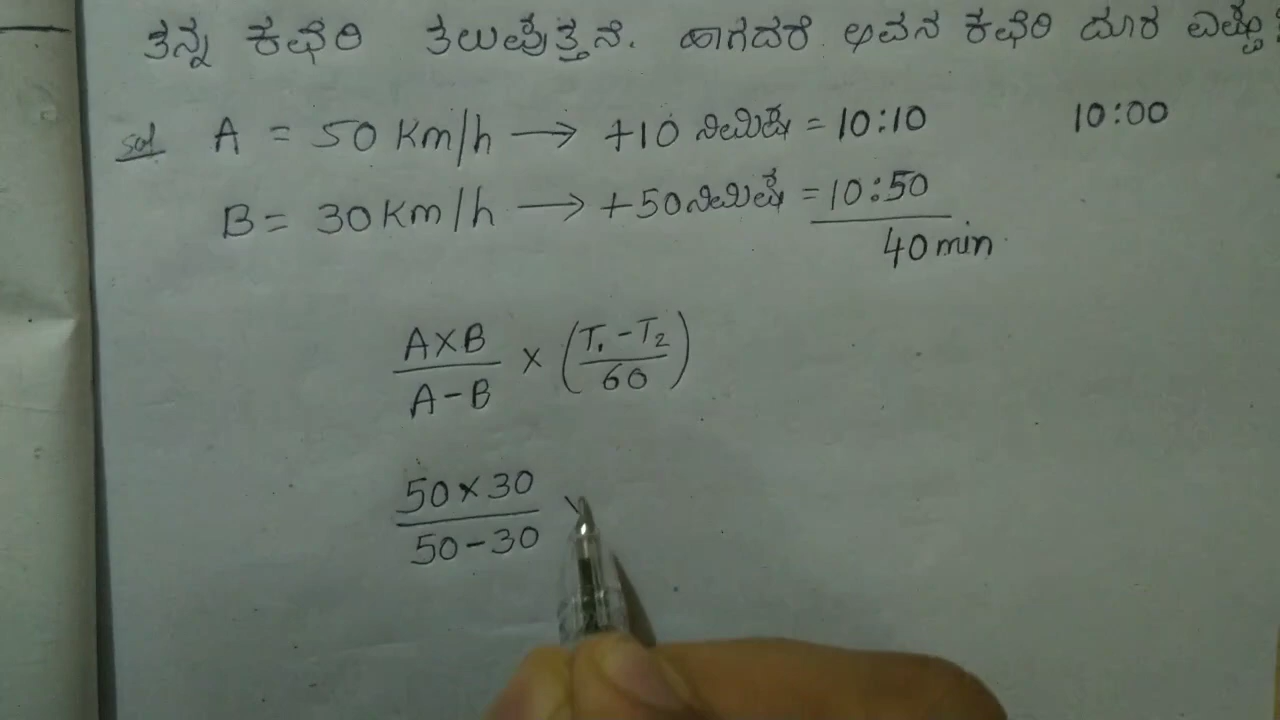 ತನ್ನ ಕಛೇರಿ ತಲುಪುತ್ತನೆ. ಹಾಗದರೆ ಅವನ ಕಛೇರಿ ದೂರ ಎಷ್ಟು?
Sol A = 50 Km/h → +10 ನಿಮಿಷ = 10:10 10:00
B = 30 Km/h → +50 ನಿಮಿಷ = 10:50
40 min
A×B
A-B
× (T₁ - T₂
60)
50×30
50-30